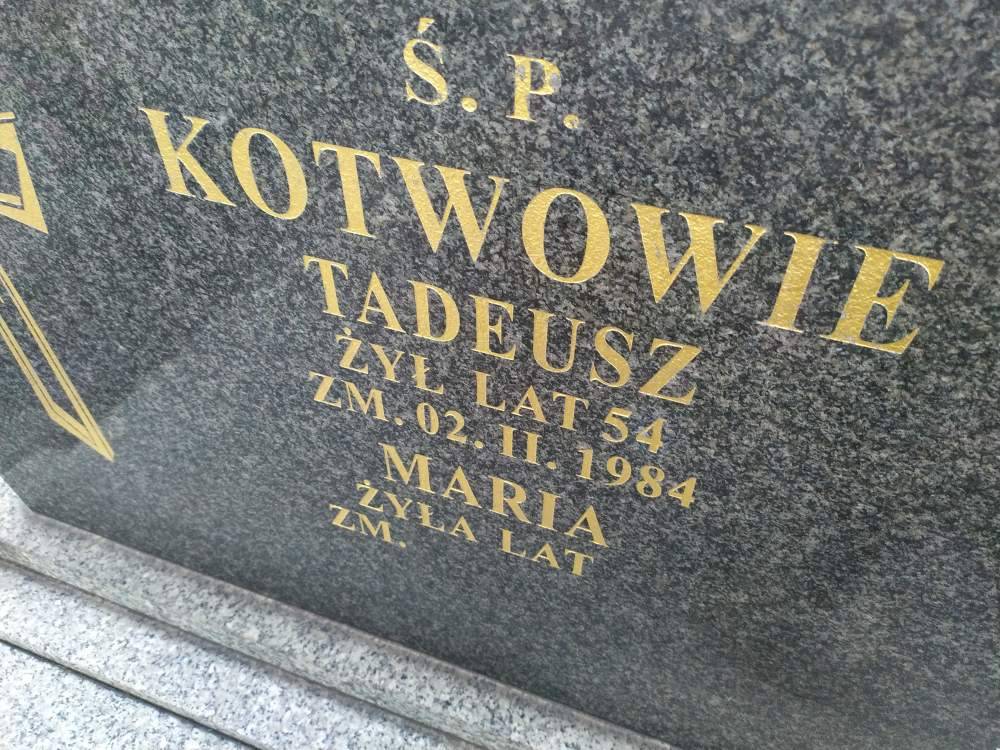 Ś. P.
KOTWOWIE
TADEUSZ
ŻYŁ LAT 54
ZM. 02. II. 1984
MARIA
ŻYŁA LAT
ZM.